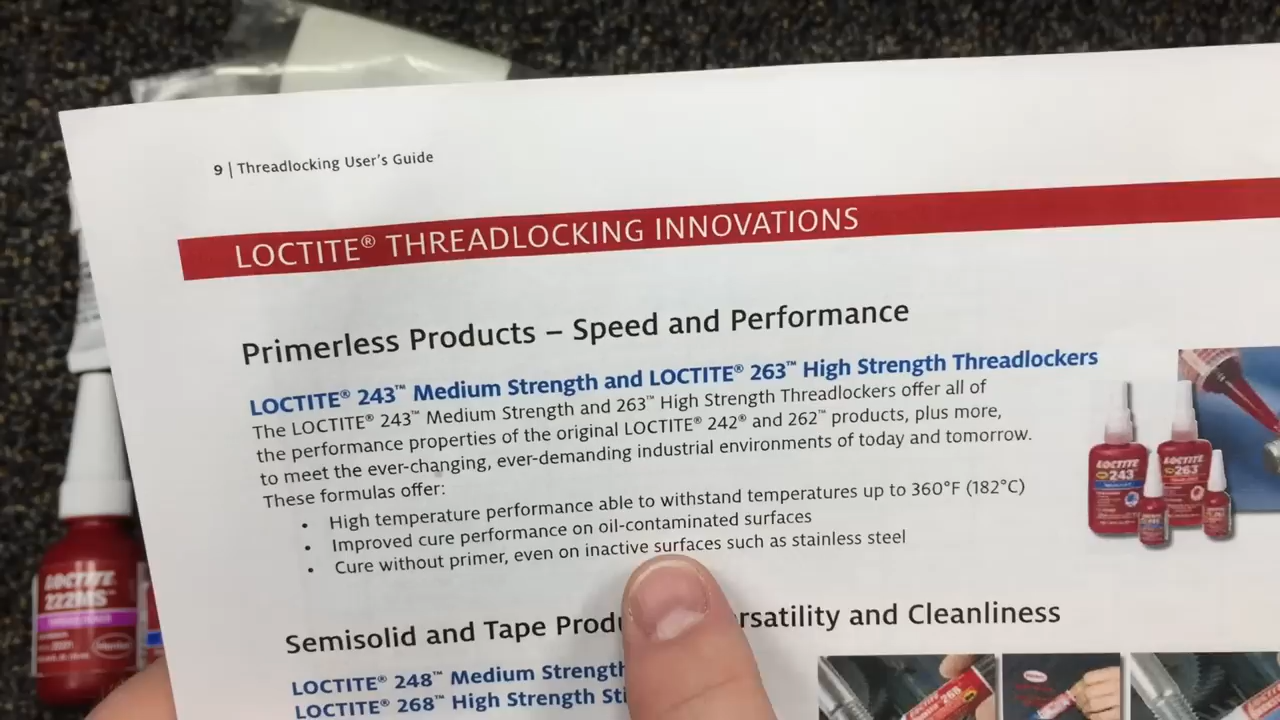 9 | Threadlocking User's Guide
LOCTITE® THREADLOCKING INNOVATIONS
Primerless Products – Speed and Performance
LOCTITE® 243™ Medium Strength and LOCTITE® 263™ High Strength Threadlockers
The LOCTITE® 243™ Medium Strength and 263™ High Strength Threadlockers offer all of
the performance properties of the original LOCTITE® 242® and 262™ products, plus more,
to meet the ever-changing, ever-demanding industrial environments of today and tomorrow.
These formulas offer:
• High temperature performance able to withstand temperatures up to 360°F (182°C)
• Improved cure performance on oil-contaminated surfaces
• Cure without primer, even on inactive surfaces such as stainless steel
LOCTITE
243
LOCTITE
263
Semisolid and Tape Produ rsatility and Cleanliness
LOCTITE® 248™ Medium Strength
LOCTITE® 268™ High Strength Sti
LOCTITE
222MS
Henkel